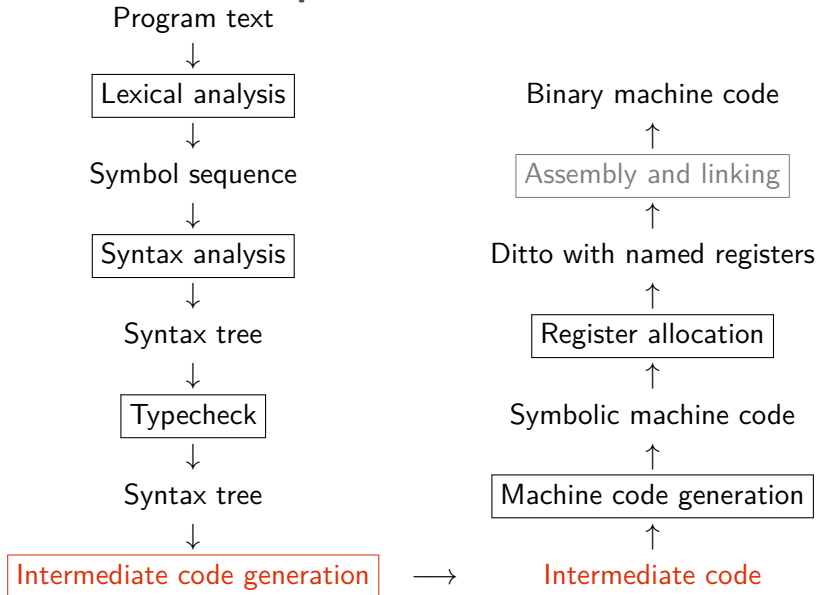 Program text
Lexical analysis
Symbol sequence
Syntax analysis
Syntax tree
Typecheck
Syntax tree
Intermediate code generation
Intermediate code
Machine code generation
Symbolic machine code
Register allocation
Ditto with named registers
Assembly and linking
Binary machine code